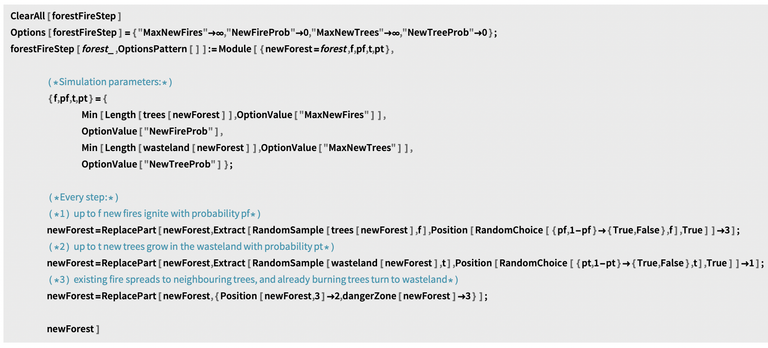 ClearAll[forestFireStep]
Options[forestFireStep]={"MaxNewFires"→∞,"NewFireProb"→0,"MaxNewTrees"→∞,"NewTreeProb"→0};
forestFireStep[forest_,OptionsPattern[]]:=Module[{newForest=forest,f,pf,t,pt},
(*Simulation parameters:*)
{f,pf,t,pt}={
Min[Length[trees[newForest]],OptionValue["MaxNewFires"]],
OptionValue["NewFireProb"],
Min[Length[wasteland[newForest]],OptionValue["MaxNewTrees"]],
OptionValue["NewTreeProb"]};
(*Every step:*)
(*1) up to f new fires ignite with probability pf*)
newForest=ReplacePart[newForest,Extract[RandomSample[trees[newForest],f],Position[RandomChoice[{pf,1-pf}→{True,False},f],True]]→3];
(*2) up to t new trees grow in the wasteland with probability pt*)
newForest=ReplacePart[newForest,Extract[RandomSample[wasteland[newForest],t],Position[RandomChoice[{pt,1-pt}→{True,False},t],True]]→1];
(*3) existing fire spreads to neighbouring trees, and already burning trees turn to wasteland*)
newForest=ReplacePart[newForest,{Position[newForest,3]→2,dangerZone[newForest]→3}];
newForest]